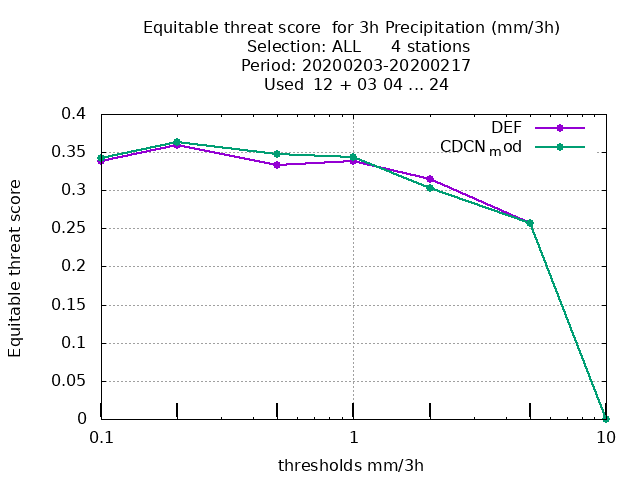 Equitable threat score  for 3h Precipitation (mm/3h)
Selection: ALL      4 stations
Period: 20200203-20200217
Used  12 + 03 04 ... 24
DEF
CDCNmod
0.4
0.35
0.3
0.25
0.2
0.15
0.1
0.05
0
Equitable threat score
0.1
1
10
thresholds mm/3h